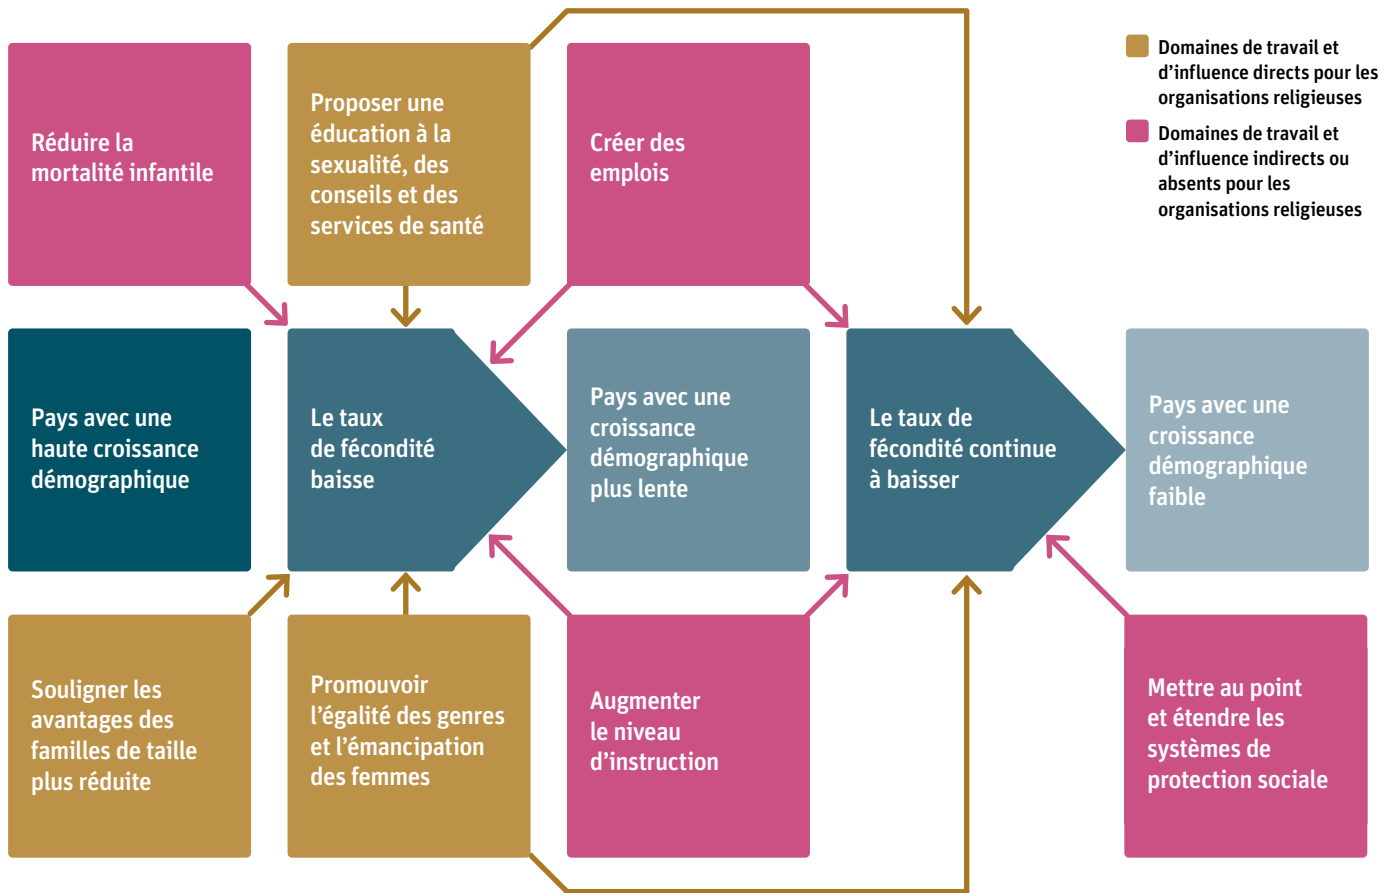 Réduire la
mortalité infantile
Proposer une
éducation à la
sexualité, des
conseils et des
services de santé
Créer des
emplois
Domaines de travail et
d’influence directs pour les
organisations religieuses
Domaines de travail et
d’influence indirects ou
absents pour les
organisations religieuses
Pays avec une
haute croissance
démographique
Le taux
de fécondité
baisse
Pays avec une
croissance
démographique
plus lente
Le taux de
fécondité continue
à baisser
Pays avec une
croissance
démographique
faible
Souligner les
avantages des
familles de taille
plus réduite
Promouvoir
l’égalité des genres
et l’émancipation
des femmes
Augmenter
le niveau
d’instruction
Mettre au point
et étendre les
systèmes de
protection sociale